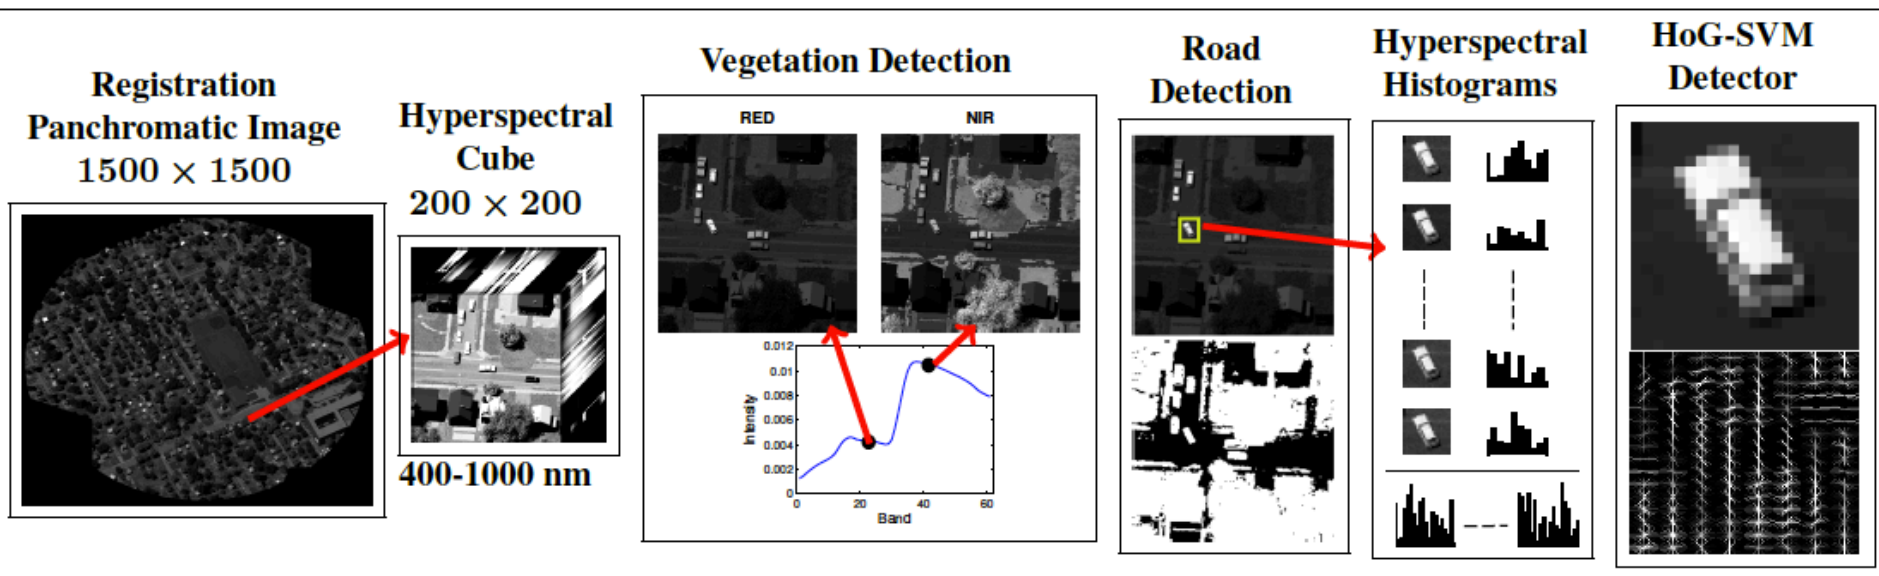 Registration
Panchromatic Image
1500 × 1500
Hyperspectral
Cube
200 × 200
400-1000 nm
Vegetation Detection
RED
NIR
0.012
0.01
0.008
0.006
0.004
0.002
0
Intensity
0
20
40
60
Band
Road
Detection
Hyperspectral
Histograms
HoG-SVM
Detector